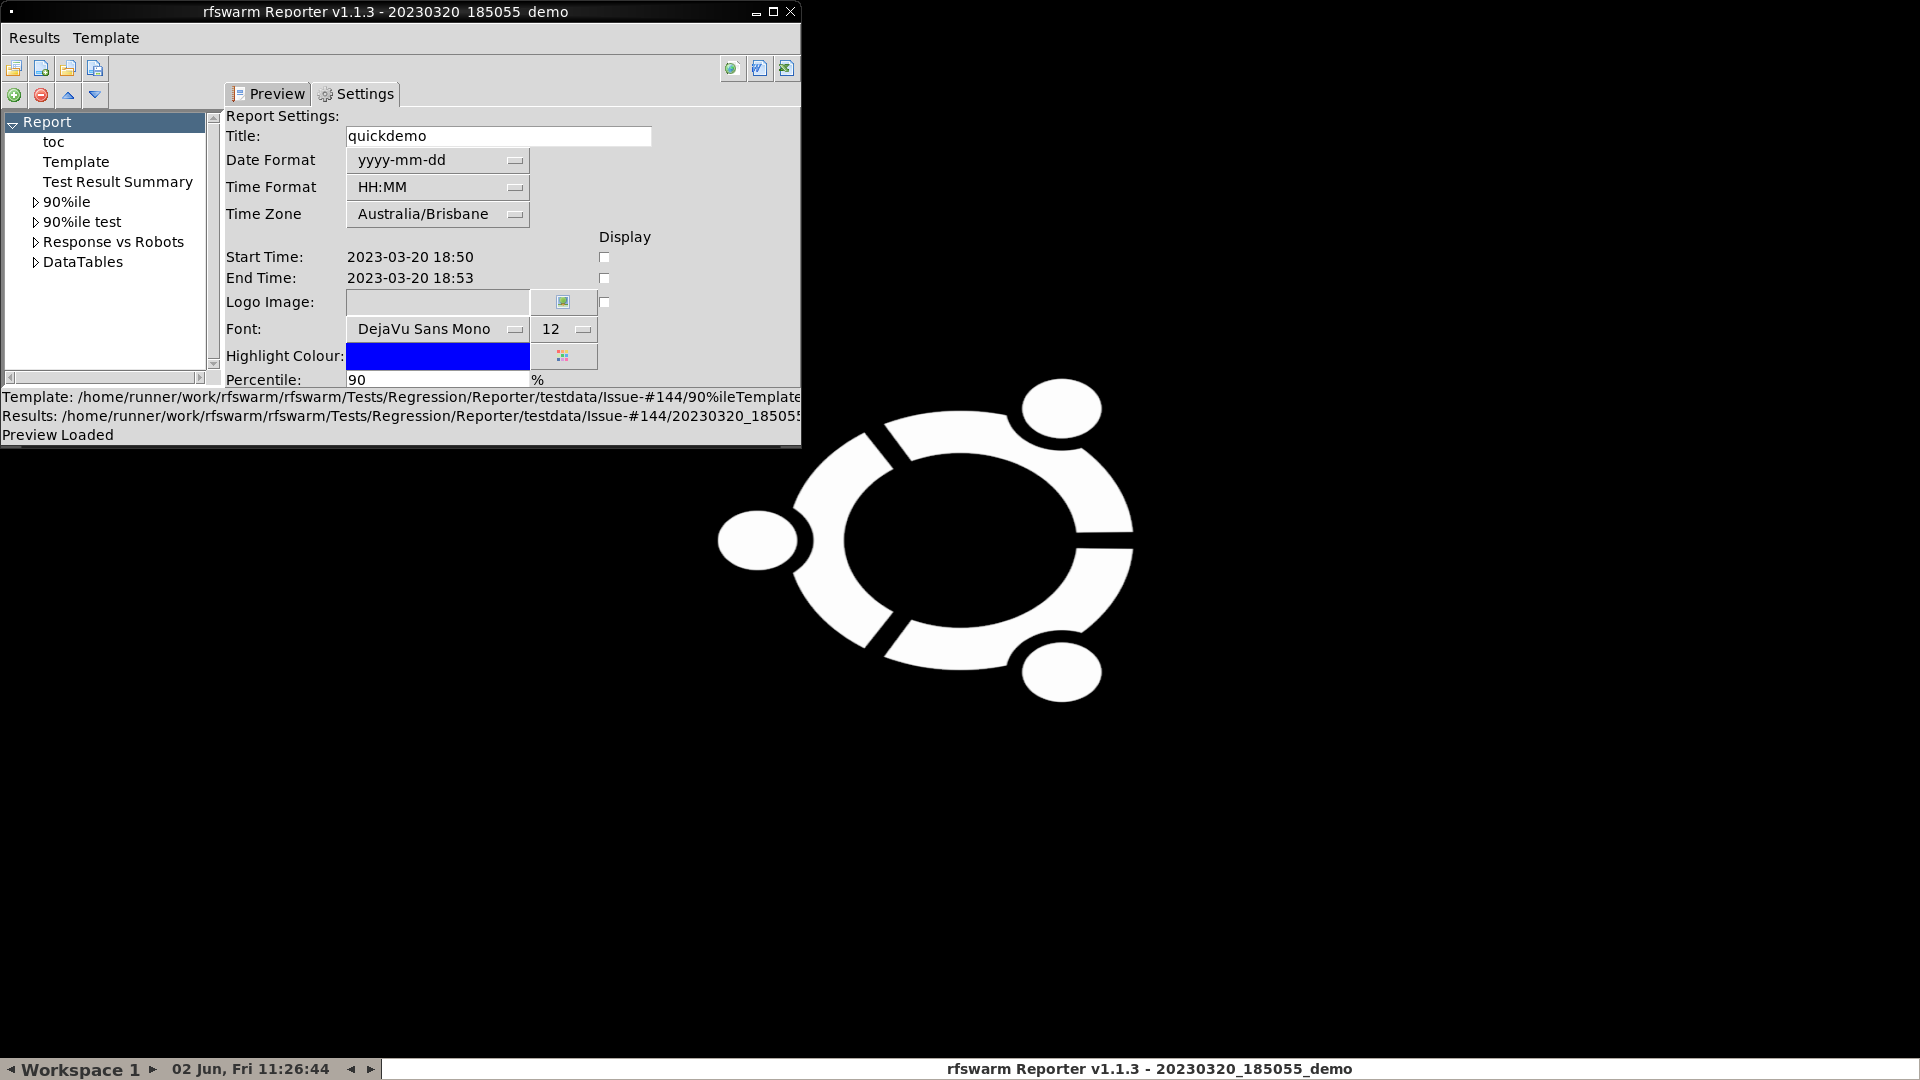 rfswarm Reporter v1.1.3 - 20230320_185055_demo
Results Template
Preview Settings
Report
toc
Template
Test Result Summary
90%ile
90%ile test
Response vs Robots
DataTables
Report Settings:
Title: quickdemo
Date Format yyyy-mm-dd
Time Format HH:MM
Time Zone Australia/Brisbane
Display
Start Time: 2023-03-20 18:50
End Time: 2023-03-20 18:53
Logo Image:
Font: DejaVu Sans Mono 12
Highlight Colour:
Percentile: 90 %
Template: /home/runner/work/rfswarm/rfswarm/Tests/Regression/Reporter/testdata/Issue-#144/90%ileTemplate
Results: /home/runner/work/rfswarm/rfswarm/Tests/Regression/Reporter/testdata/Issue-#144/20230320_185055
Preview Loaded
Workspace 1 02 Jun, Fri 11:26:44 rfswarm Reporter v1.1.3 - 20230320_185055_demo